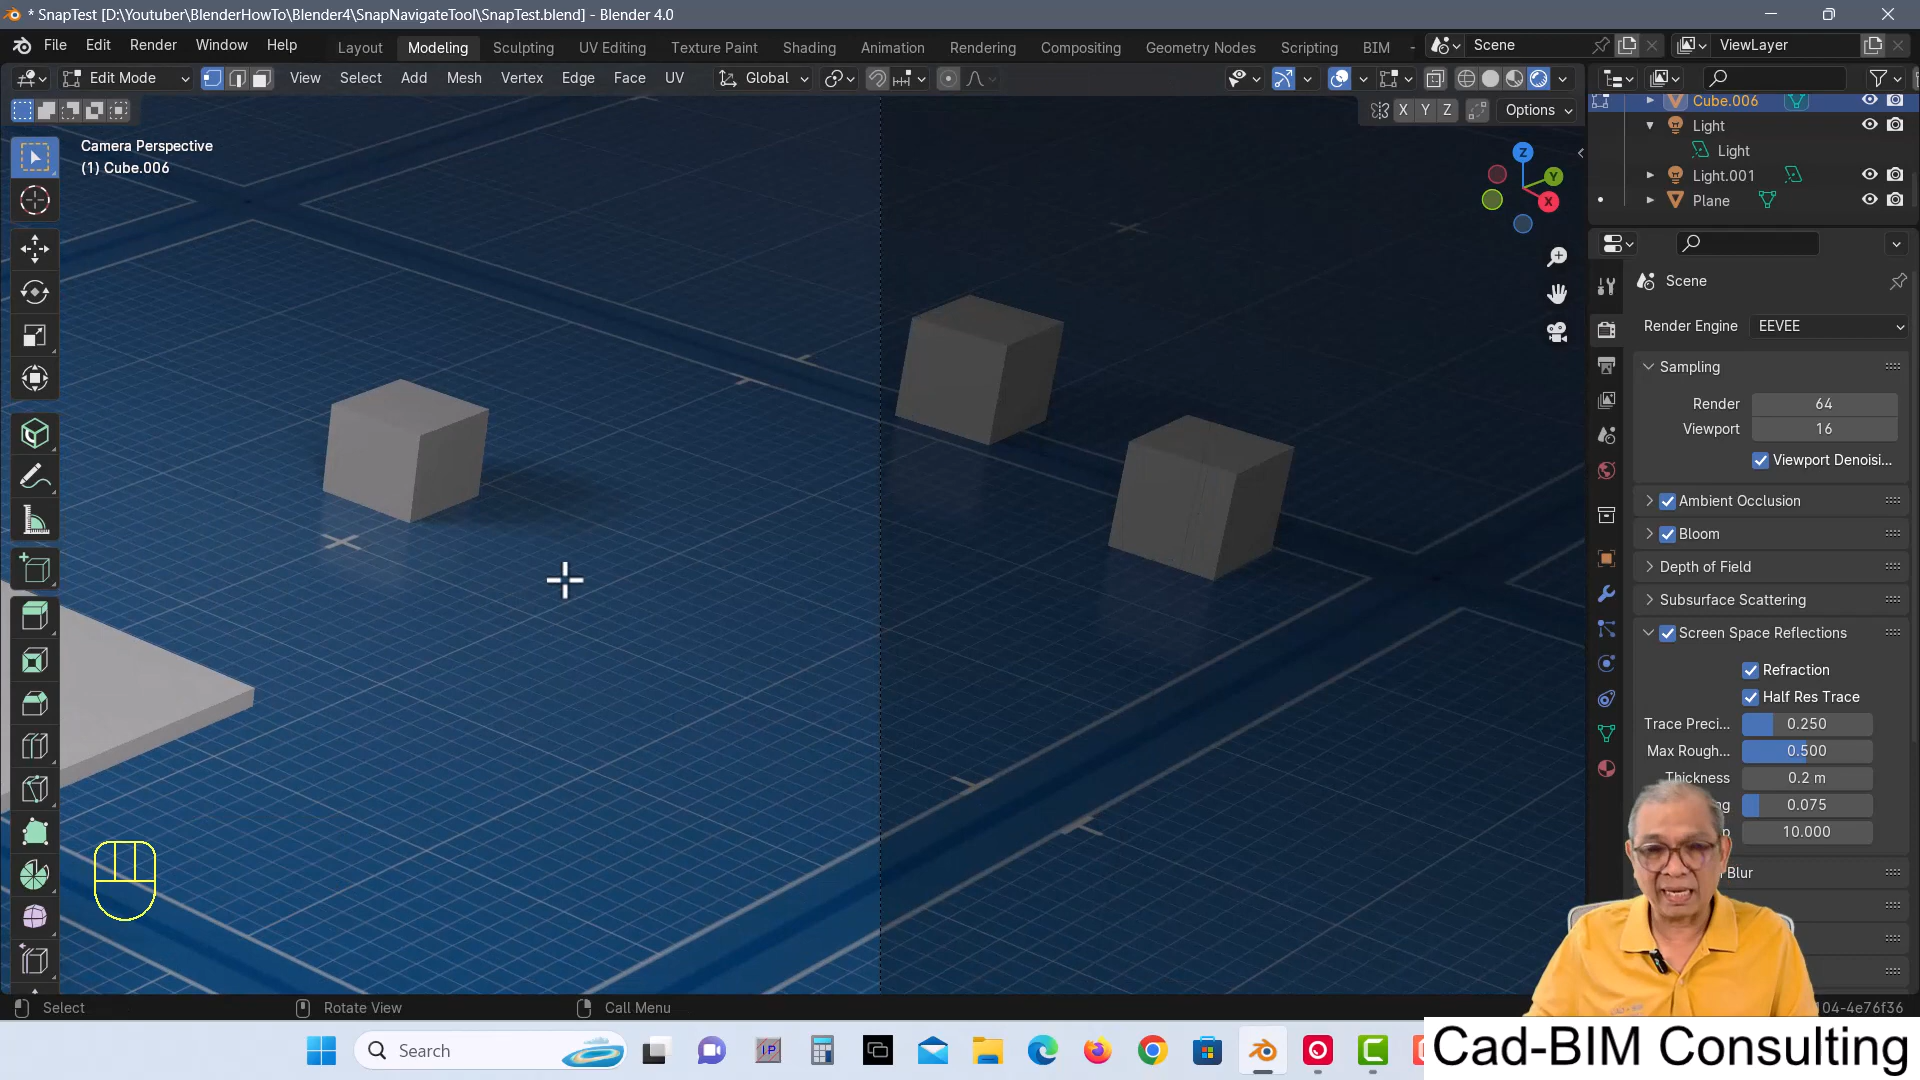 * SnapTest [D:\Youtuber\BlenderHowTo\Blender4\SnapNavigateTool\SnapTest.blend] - Blender 4.0
File Edit Render Window Help Layout Modeling Sculpting UV Editing Texture Paint Shading Animation Rendering Compositing Geometry Nodes Scripting BIM Scene ViewLayer
Edit Mode View Select Add Mesh Vertex Edge Face UV Global
X Y Z Options
Camera Perspective
(1) Cube.006
Z
Y
X
Cube.006
Light
Light
Light.001
Plane
Scene
Render Engine EEVEE
Sampling
Render 64
Viewport 16
Viewport Denoisi...
Ambient Occlusion
Bloom
Depth of Field
Subsurface Scattering
Screen Space Reflections
Refraction
Half Res Trace
Trace Preci... 0.250
Max Rough... 0.500
Thickness 0.2 m
0.075
10.000
Blur
Select Rotate View Call Menu
Search
IP
Cad-BIM Consulting